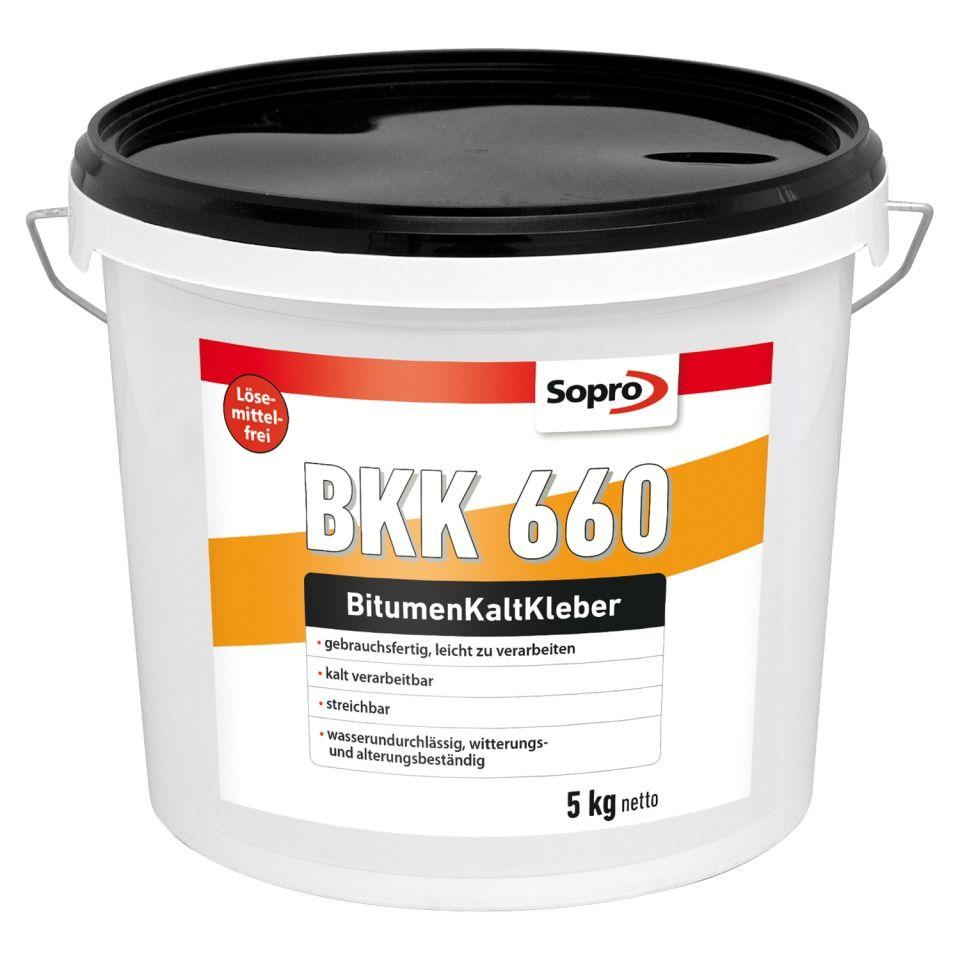 Sopro
Löse-
mittel-
frei
BKK 660
BitumenKaltKleber
• gebrauchsfertig, leicht zu verarbeiten
• kalt verarbeitbar
• streichbar
• wasserundurchlässig, witterungs-
und alterungsbeständig
5 kg netto